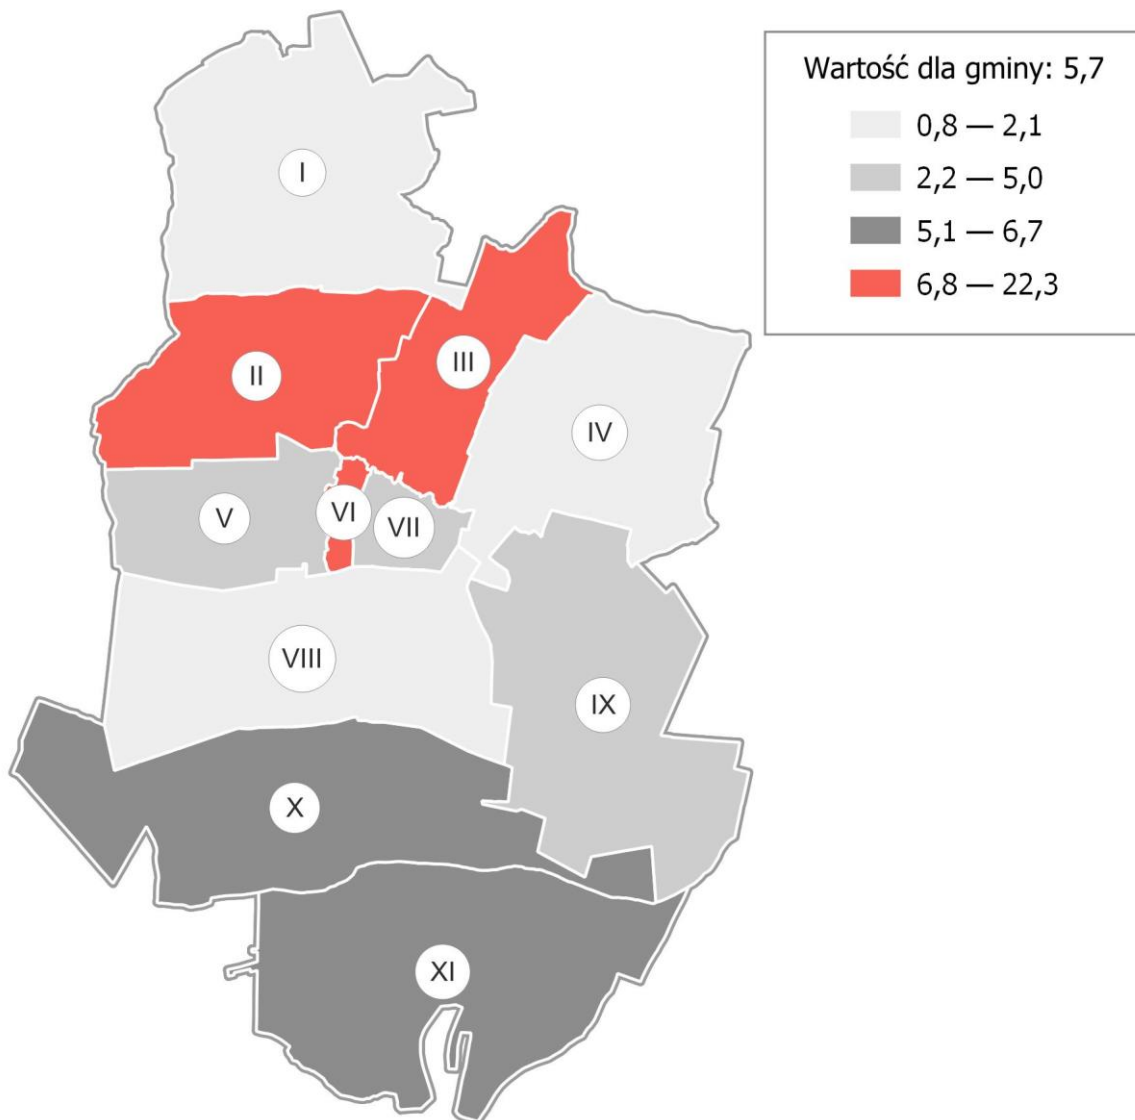 Wartość dla gminy: 5,7
0,8 — 2,1
2,2 — 5,0
5,1 — 6,7
6,8 — 22,3
I
II
III
IV
V
VI
VII
VIII
IX
X
XI